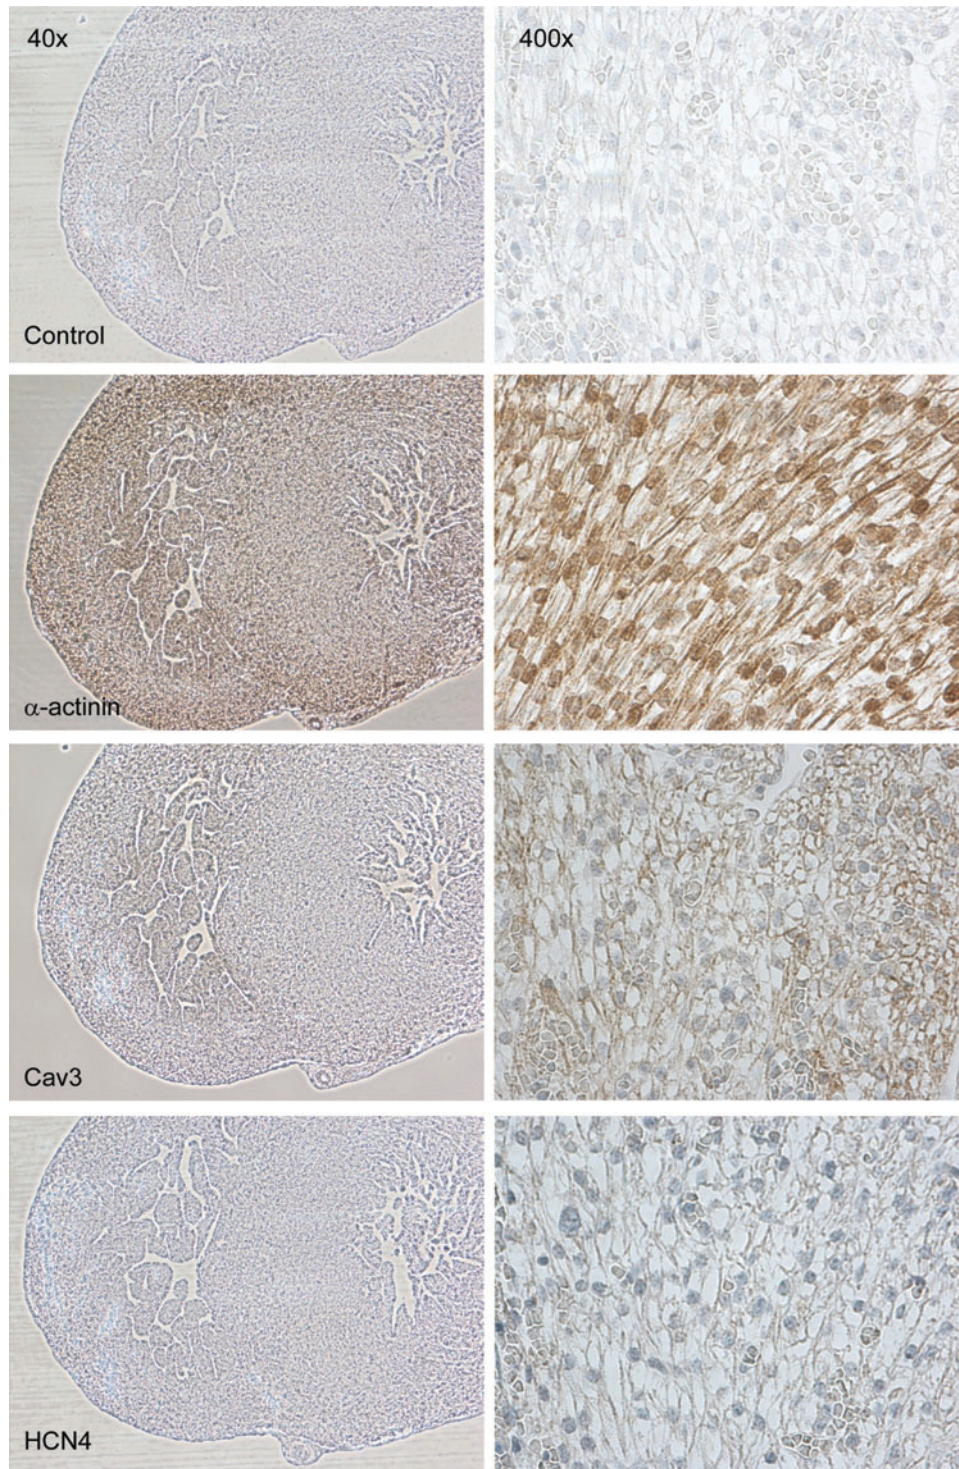 40x
400x
Control
α-actinin
Cav3
HCN4